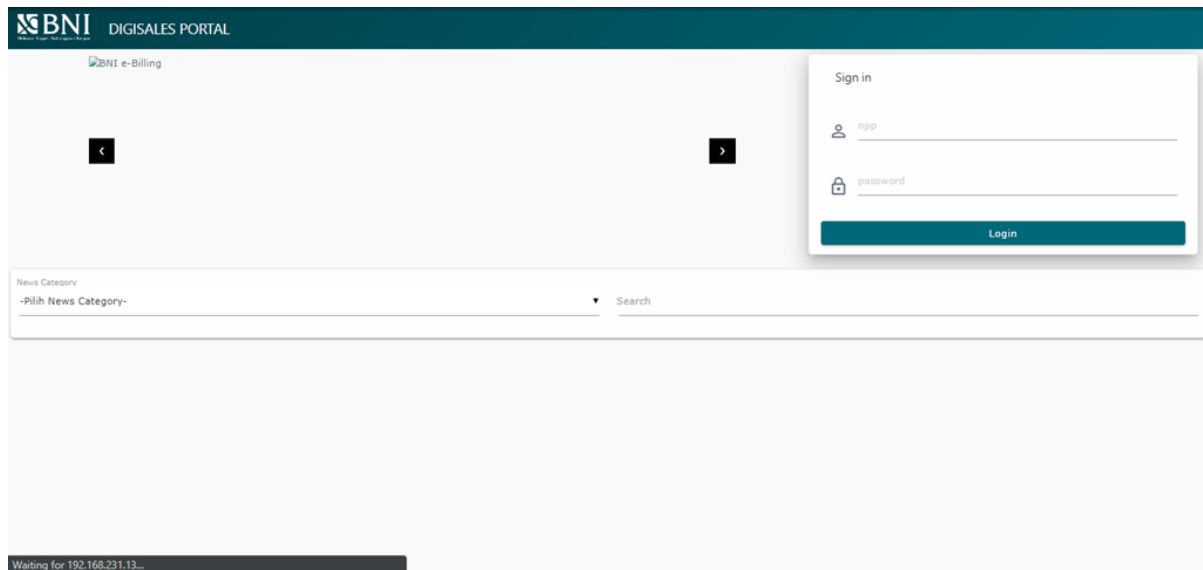 BNI DIGISALES PORTAL
BNI e-Billing
Sign in
npp
password
Login
News Category
-Pilih News Category-
Search
Waiting for 192.168.231.13...